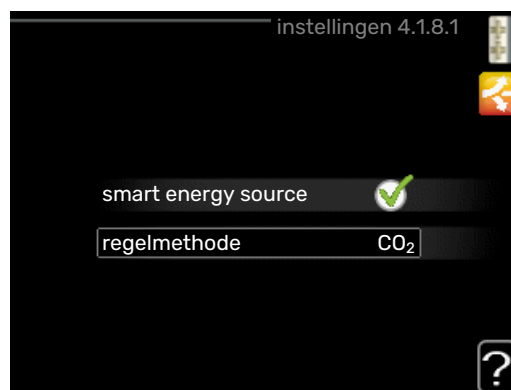 instellingen 4.1.8.1
smart energy source
regelmethode CO₂
?